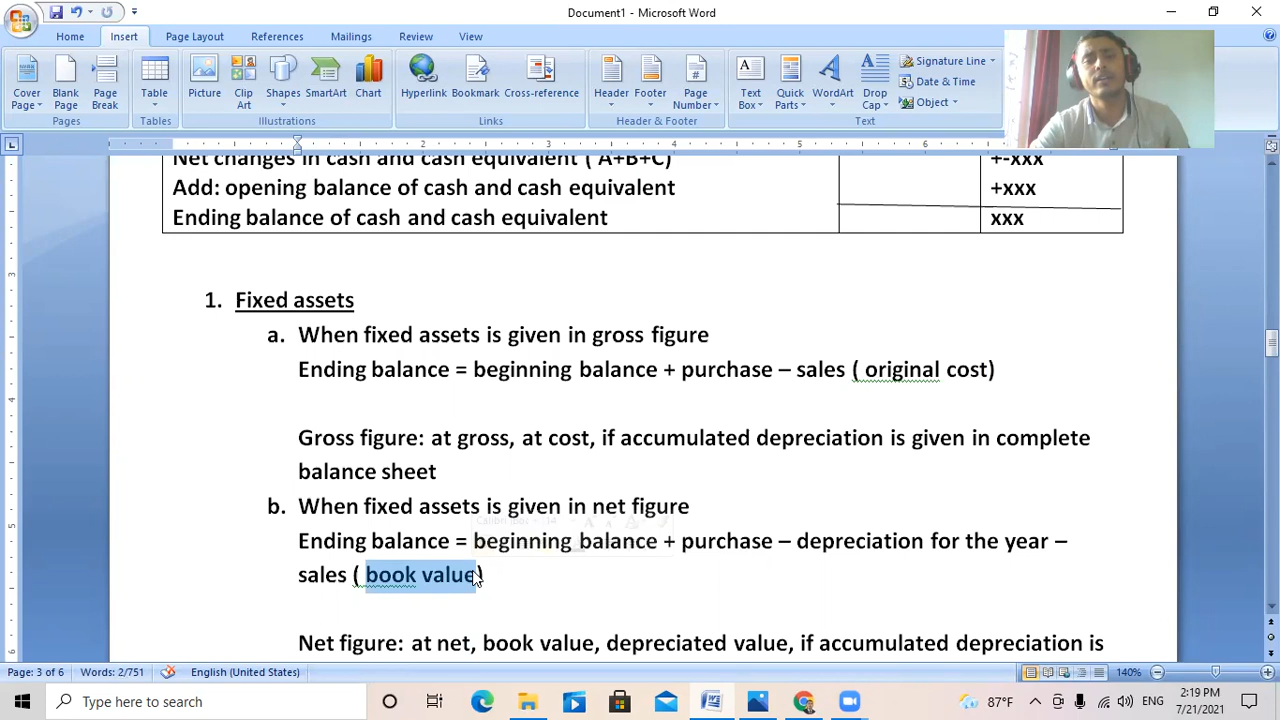 Document1 - Microsoft Word
Home Insert Page Layout References Mailings Review View
Cover Page Blank Page Page Break Table Picture Clip Art Shapes SmartArt Chart Hyperlink Bookmark Cross-reference Header Footer Page Number Text Box Quick Parts WordArt Drop Cap Signature Line
Date & Time
Object
Pages Tables Illustrations Links Header & Footer Text
2 3 4 5 6 7
Net changes in cash and cash equivalent ( A+B+C) +-xxx
Add: opening balance of cash and cash equivalent +xxx
Ending balance of cash and cash equivalent xxx
1. Fixed assets
a. When fixed assets is given in gross figure
Ending balance = beginning balance + purchase – sales ( original cost)
Gross figure: at gross, at cost, if accumulated depreciation is given in complete
balance sheet
b. When fixed assets is given in net figure
Ending balance = beginning balance + purchase – depreciation for the year –
sales ( book value)
Net figure: at net, book value, depreciated value, if accumulated depreciation is
Page: 3 of 6 Words: 2/751 English (United States) 140%
Type here to search 87°F 2:19 PM
7/21/2021